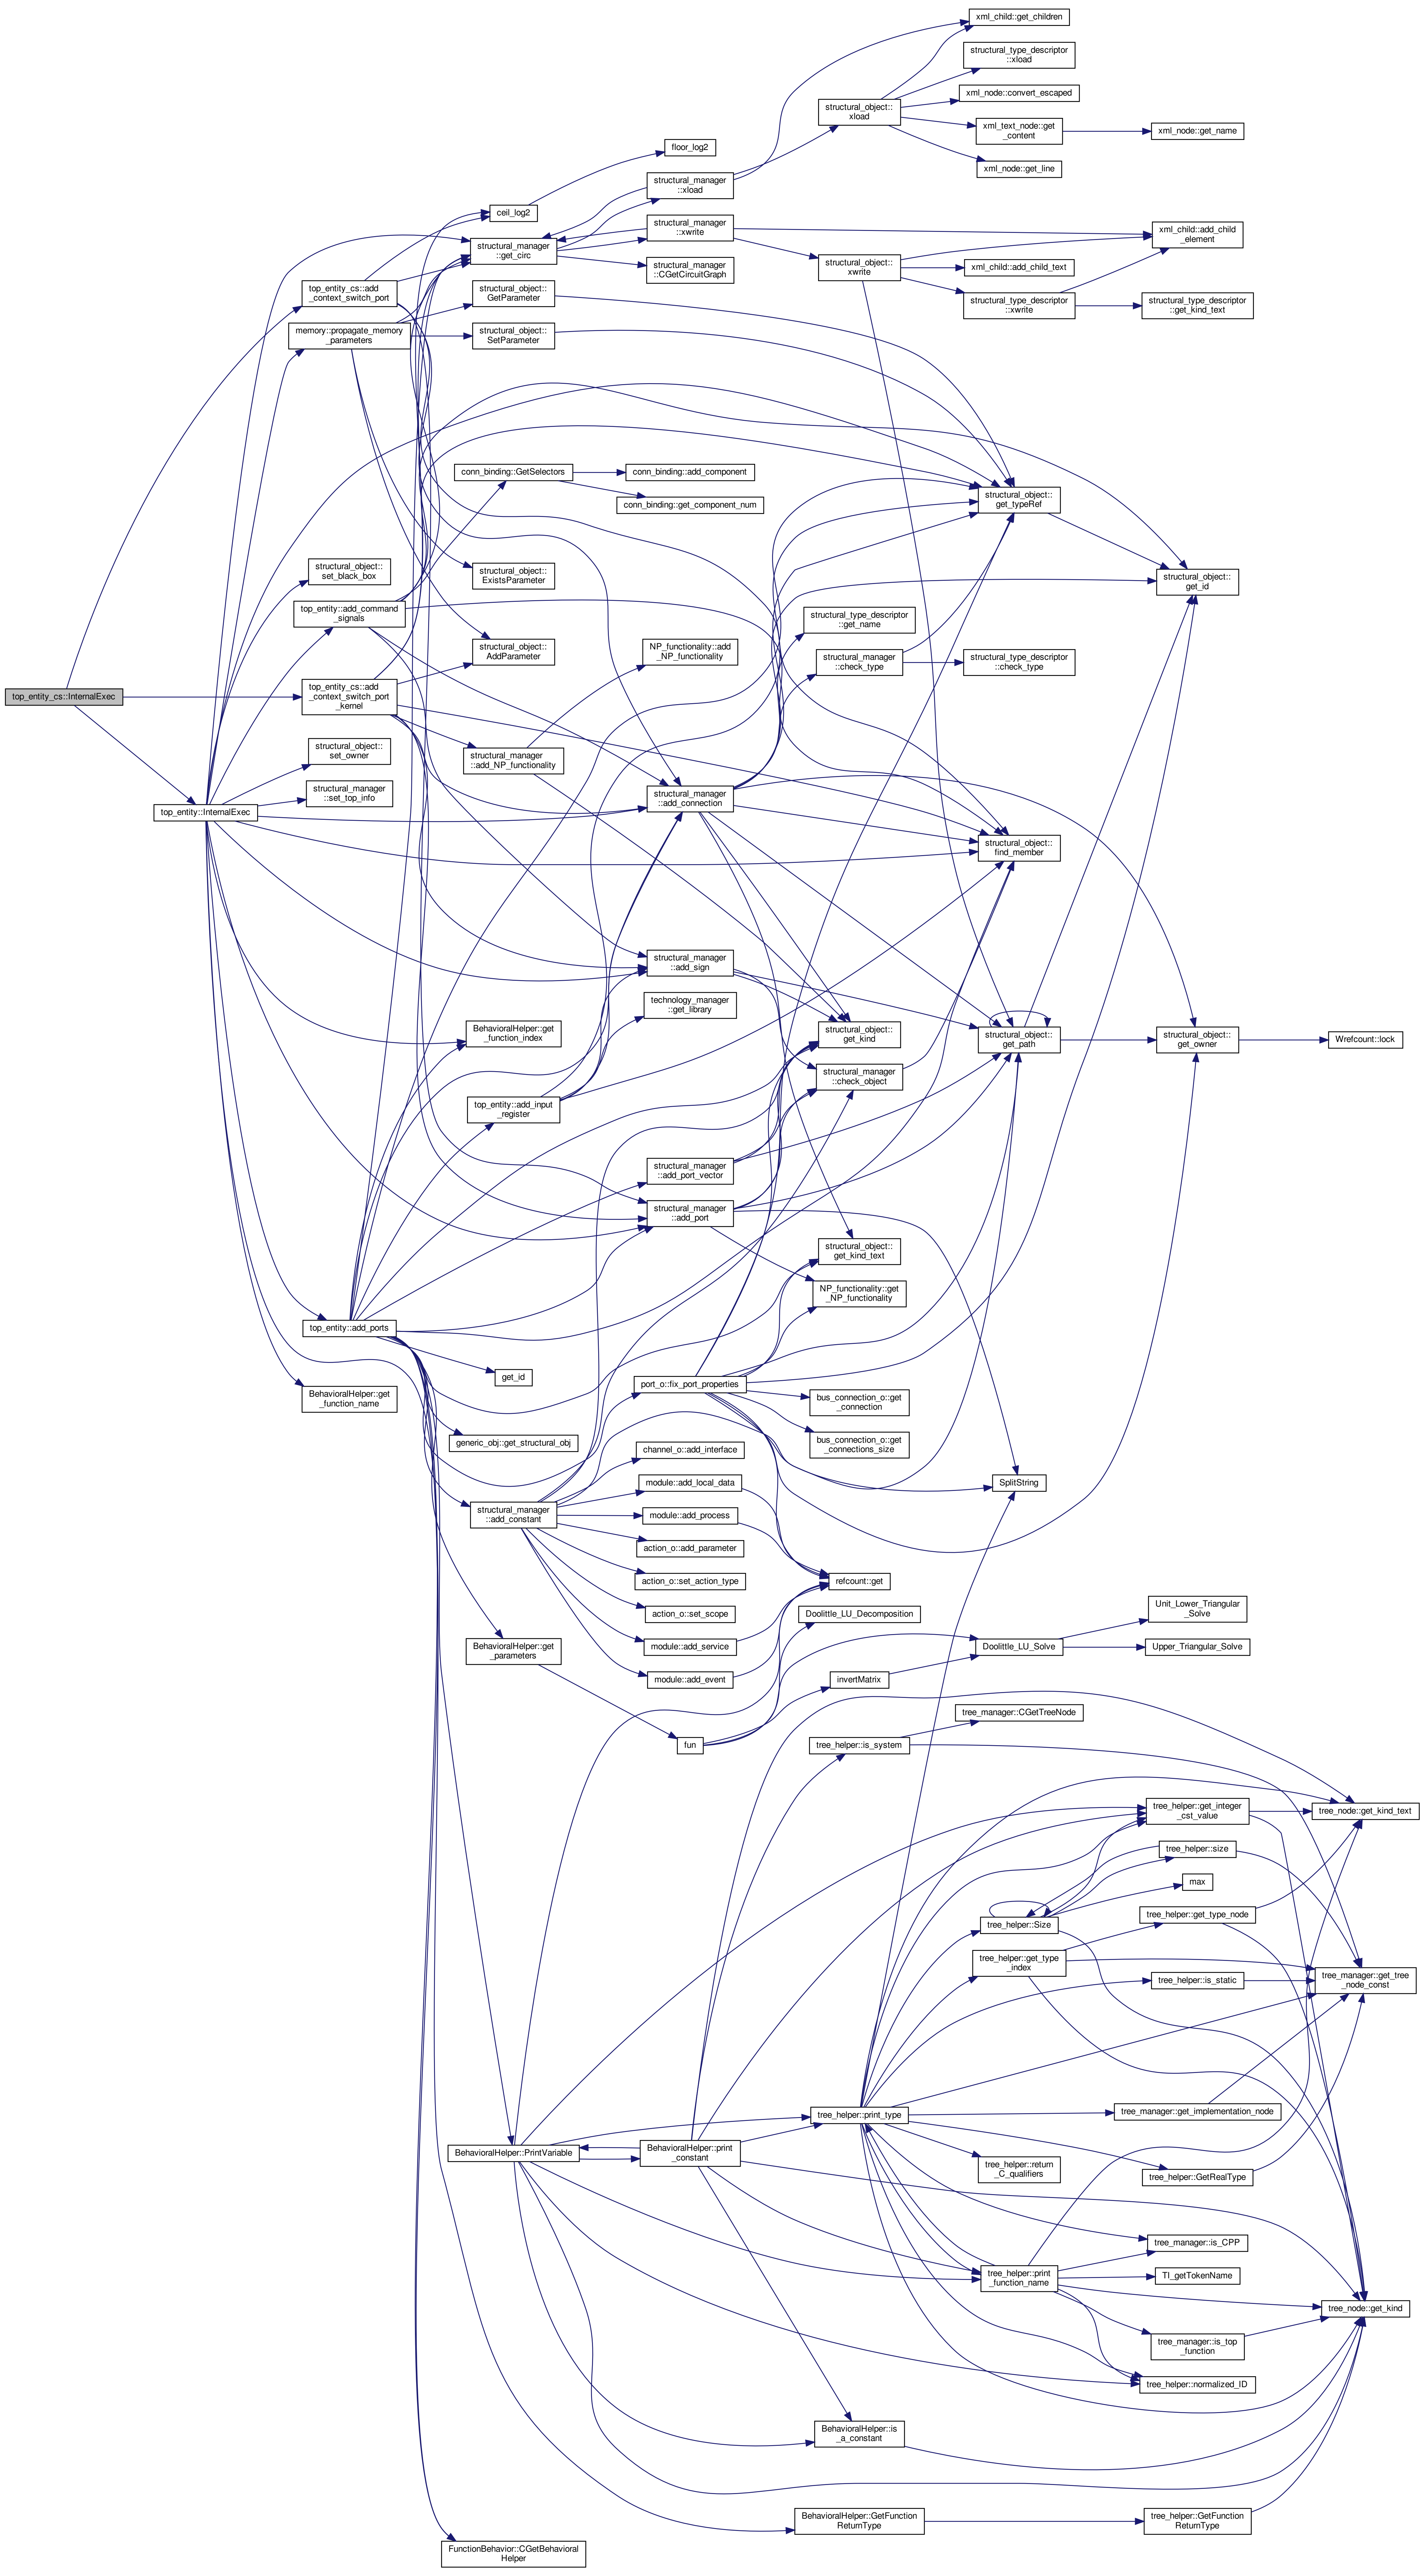 xml_child::get_children
structural_type_descriptor
::xload
xml_node::convert_escaped
structural_object::
xload
xml_text_node::get
_content
xml_node::get_name
floor_log2
xml_node::get_line
structural_manager
::xload
ceil_log2
structural_manager
::xwrite
xml_child::add_child
_element
structural_manager
::get_circ
structural_manager
::CGetCircuitGraph
structural_object::
xwrite
xml_child::add_child_text
top_entity_cs::add
_context_switch_port
structural_object::
GetParameter
structural_type_descriptor
::xwrite
structural_type_descriptor
::get_kind_text
memory::propagate_memory
_parameters
structural_object::
SetParameter
conn_binding::GetSelectors
conn_binding::add_component
conn_binding::get_component_num
structural_object::
get_typeRef
structural_object::
set_black_box
structural_object::
ExistsParameter
structural_object::
get_id
top_entity::add_command
_signals
structural_type_descriptor
::get_name
structural_object::
AddParameter
NP_functionality::add
_NP_functionality
structural_manager
::check_type
structural_type_descriptor
::check_type
top_entity_cs::InternalExec
top_entity_cs::add
_context_switch_port
_kernel
structural_object::
set_owner
structural_manager
::add_NP_functionality
structural_manager
::set_top_info
structural_manager
::add_connection
top_entity::InternalExec
structural_object::
find_member
structural_manager
::add_sign
technology_manager
::get_library
BehavioralHelper::get
_function_index
structural_object::
get_kind
structural_object::
get_path
structural_object::
get_owner
Wrefcount::lock
structural_manager
::check_object
top_entity::add_input
_register
structural_manager
::add_port_vector
structural_manager
::add_port
structural_object::
get_kind_text
NP_functionality::get
_NP_functionality
top_entity::add_ports
get_id
port_o::fix_port_properties
BehavioralHelper::get
_function_name
bus_connection_o::get
_connection
generic_obj::get_structural_obj
bus_connection_o::get
_connections_size
channel_o::add_interface
module::add_local_data
SplitString
structural_manager
::add_constant
module::add_process
action_o::add_parameter
action_o::set_action_type
refcount::get
action_o::set_scope
Doolittle_LU_Decomposition
Unit_Lower_Triangular
_Solve
BehavioralHelper::get
_parameters
module::add_service
Doolittle_LU_Solve
Upper_Triangular_Solve
module::add_event
invertMatrix
tree_manager::CGetTreeNode
fun
tree_helper::is_system
tree_helper::get_integer
_cst_value
tree_node::get_kind_text
tree_helper::size
max
tree_helper::Size
tree_helper::get_type_node
tree_helper::get_type
_index
tree_helper::is_static
tree_manager::get_tree
_node_const
tree_helper::print_type
tree_manager::get_implementation_node
BehavioralHelper::PrintVariable
BehavioralHelper::print
_constant
tree_helper::return
_C_qualifiers
tree_helper::GetRealType
tree_manager::is_CPP
tree_helper::print
_function_name
TI_getTokenName
tree_node::get_kind
tree_manager::is_top
_function
tree_helper::normalized_ID
BehavioralHelper::is
_a_constant
BehavioralHelper::GetFunction
ReturnType
tree_helper::GetFunction
ReturnType
FunctionBehavior::CGetBehavioral
Helper